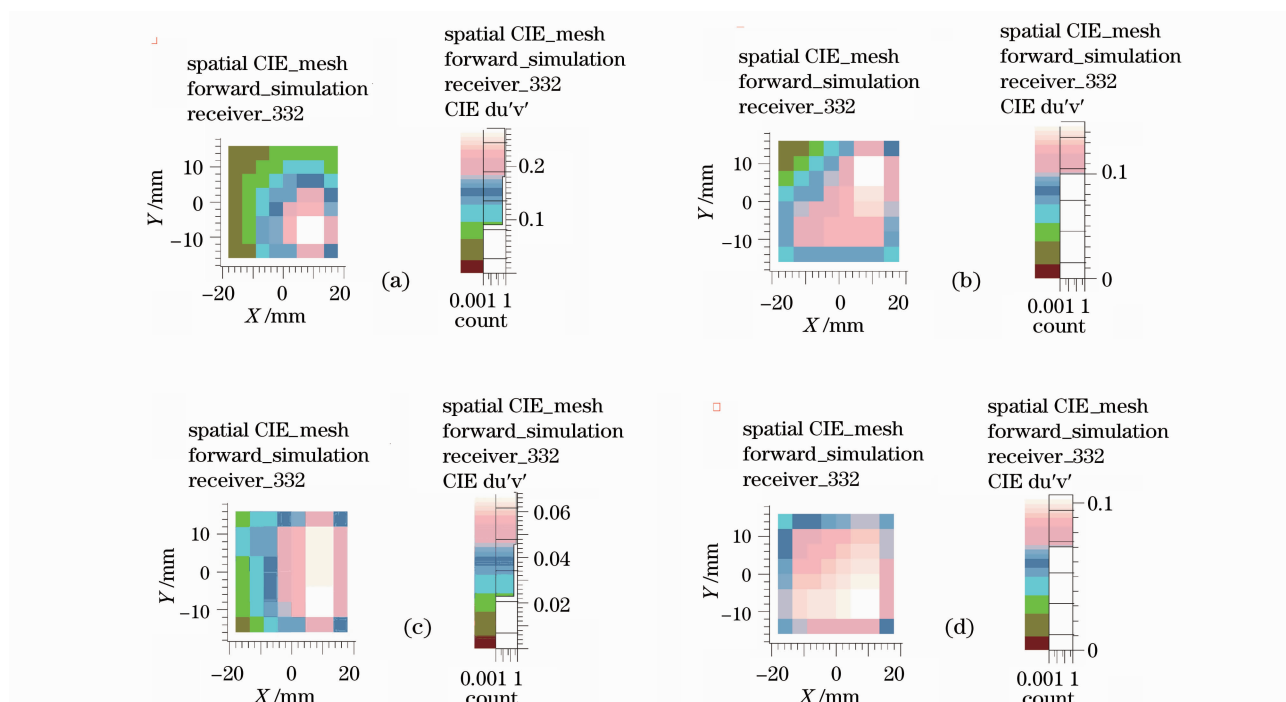 spatial CIE_mesh
forward_simulation
receiver_332
spatial CIE_mesh
forward_simulation
receiver_332
CIE du′v′
10
0
−10
Y /mm
−20
0
20
X /mm
0.2
0.1
0.001 1
count
(a)
spatial CIE_mesh
forward_simulation
receiver_332
spatial CIE_mesh
forward_simulation
receiver_332
CIE du′v′
10
0
−10
Y /mm
−20
0
20
X /mm
0.1
0
0.001 1
count
(b)
spatial CIE_mesh
forward_simulation
receiver_332
spatial CIE_mesh
forward_simulation
receiver_332
CIE du′v′
10
0
−10
Y /mm
−20
0
20
X /mm
0.06
0.04
0.02
0.001 1
count
(c)
spatial CIE_mesh
forward_simulation
receiver_332
spatial CIE_mesh
forward_simulation
receiver_332
CIE du′v′
10
0
−10
Y /mm
−20
0
20
X /mm
0.1
0
0.001 1
count
(d)